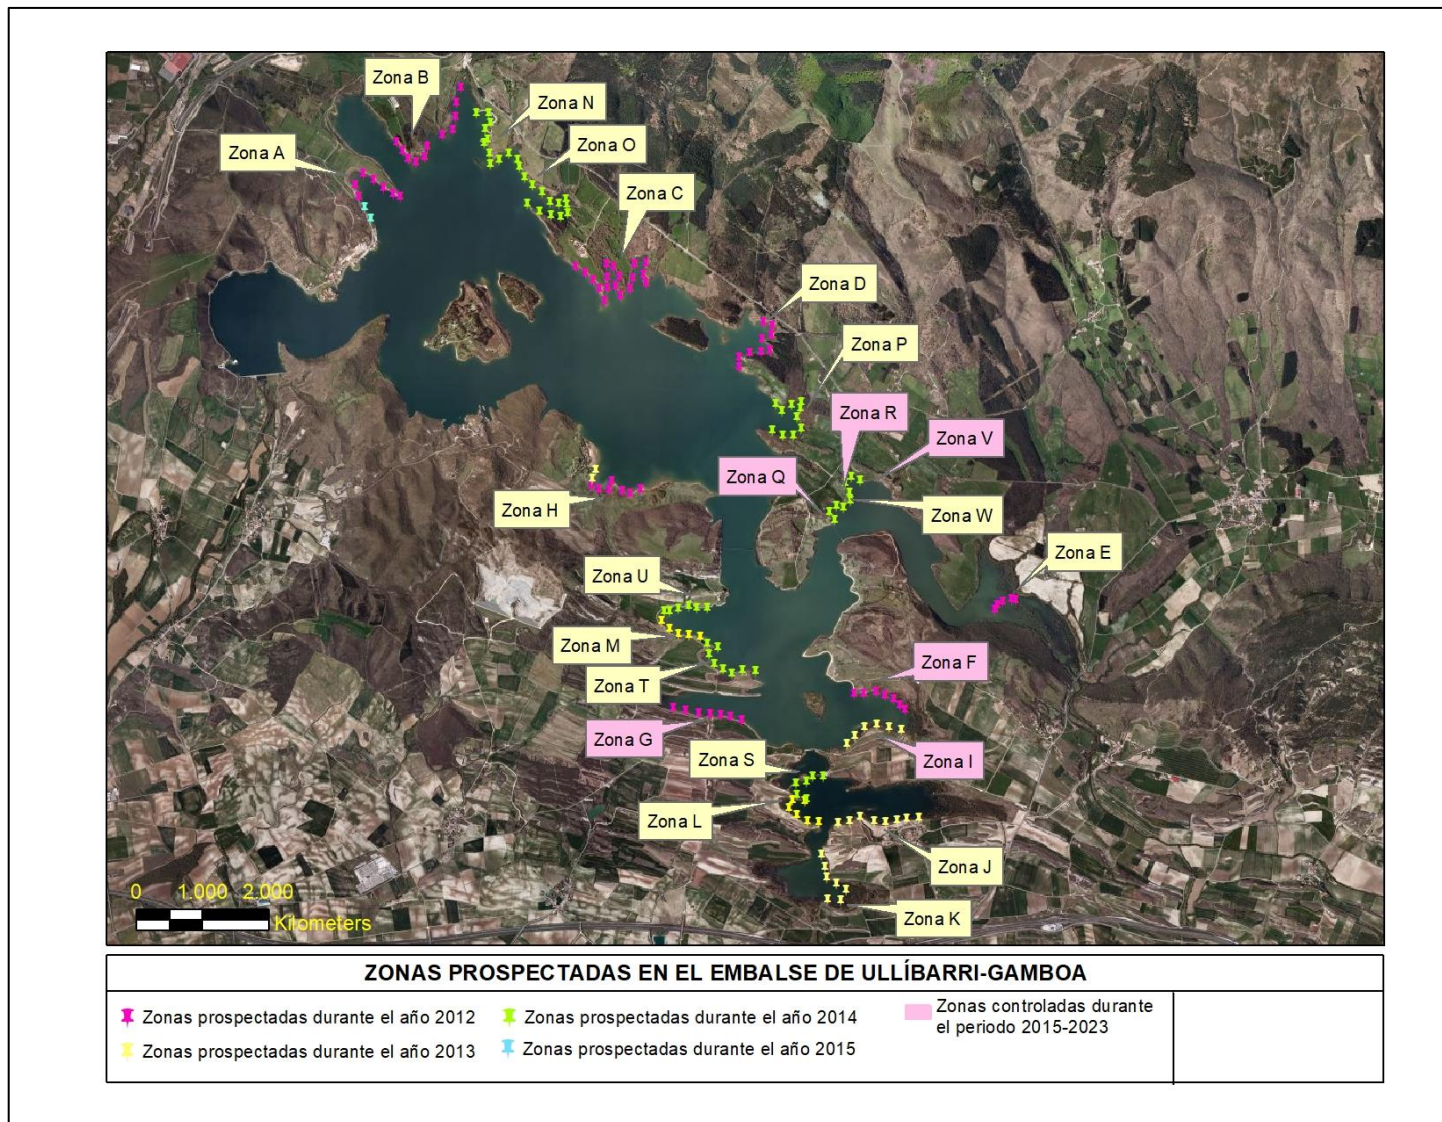 Zona B
Zona N
Zona A
Zona O
Zona C
Zona D
Zona P
Zona R
Zona V
Zona Q
Zona H
Zona W
Zona E
Zona U
Zona M
Zona F
Zona T
Zona G
Zona S
Zona I
Zona L
Zona J
Zona K
0 1.000 2.000
Kilometers
ZONAS PROSPECTADAS EN EL EMBALSE DE ULLÍBARRI-GAMBOA
Zonas prospectadas durante el año 2012
Zonas prospectadas durante el año 2013
Zonas prospectadas durante el año 2014
Zonas prospectadas durante el año 2015
Zonas controladas durante
el periodo 2015-2023